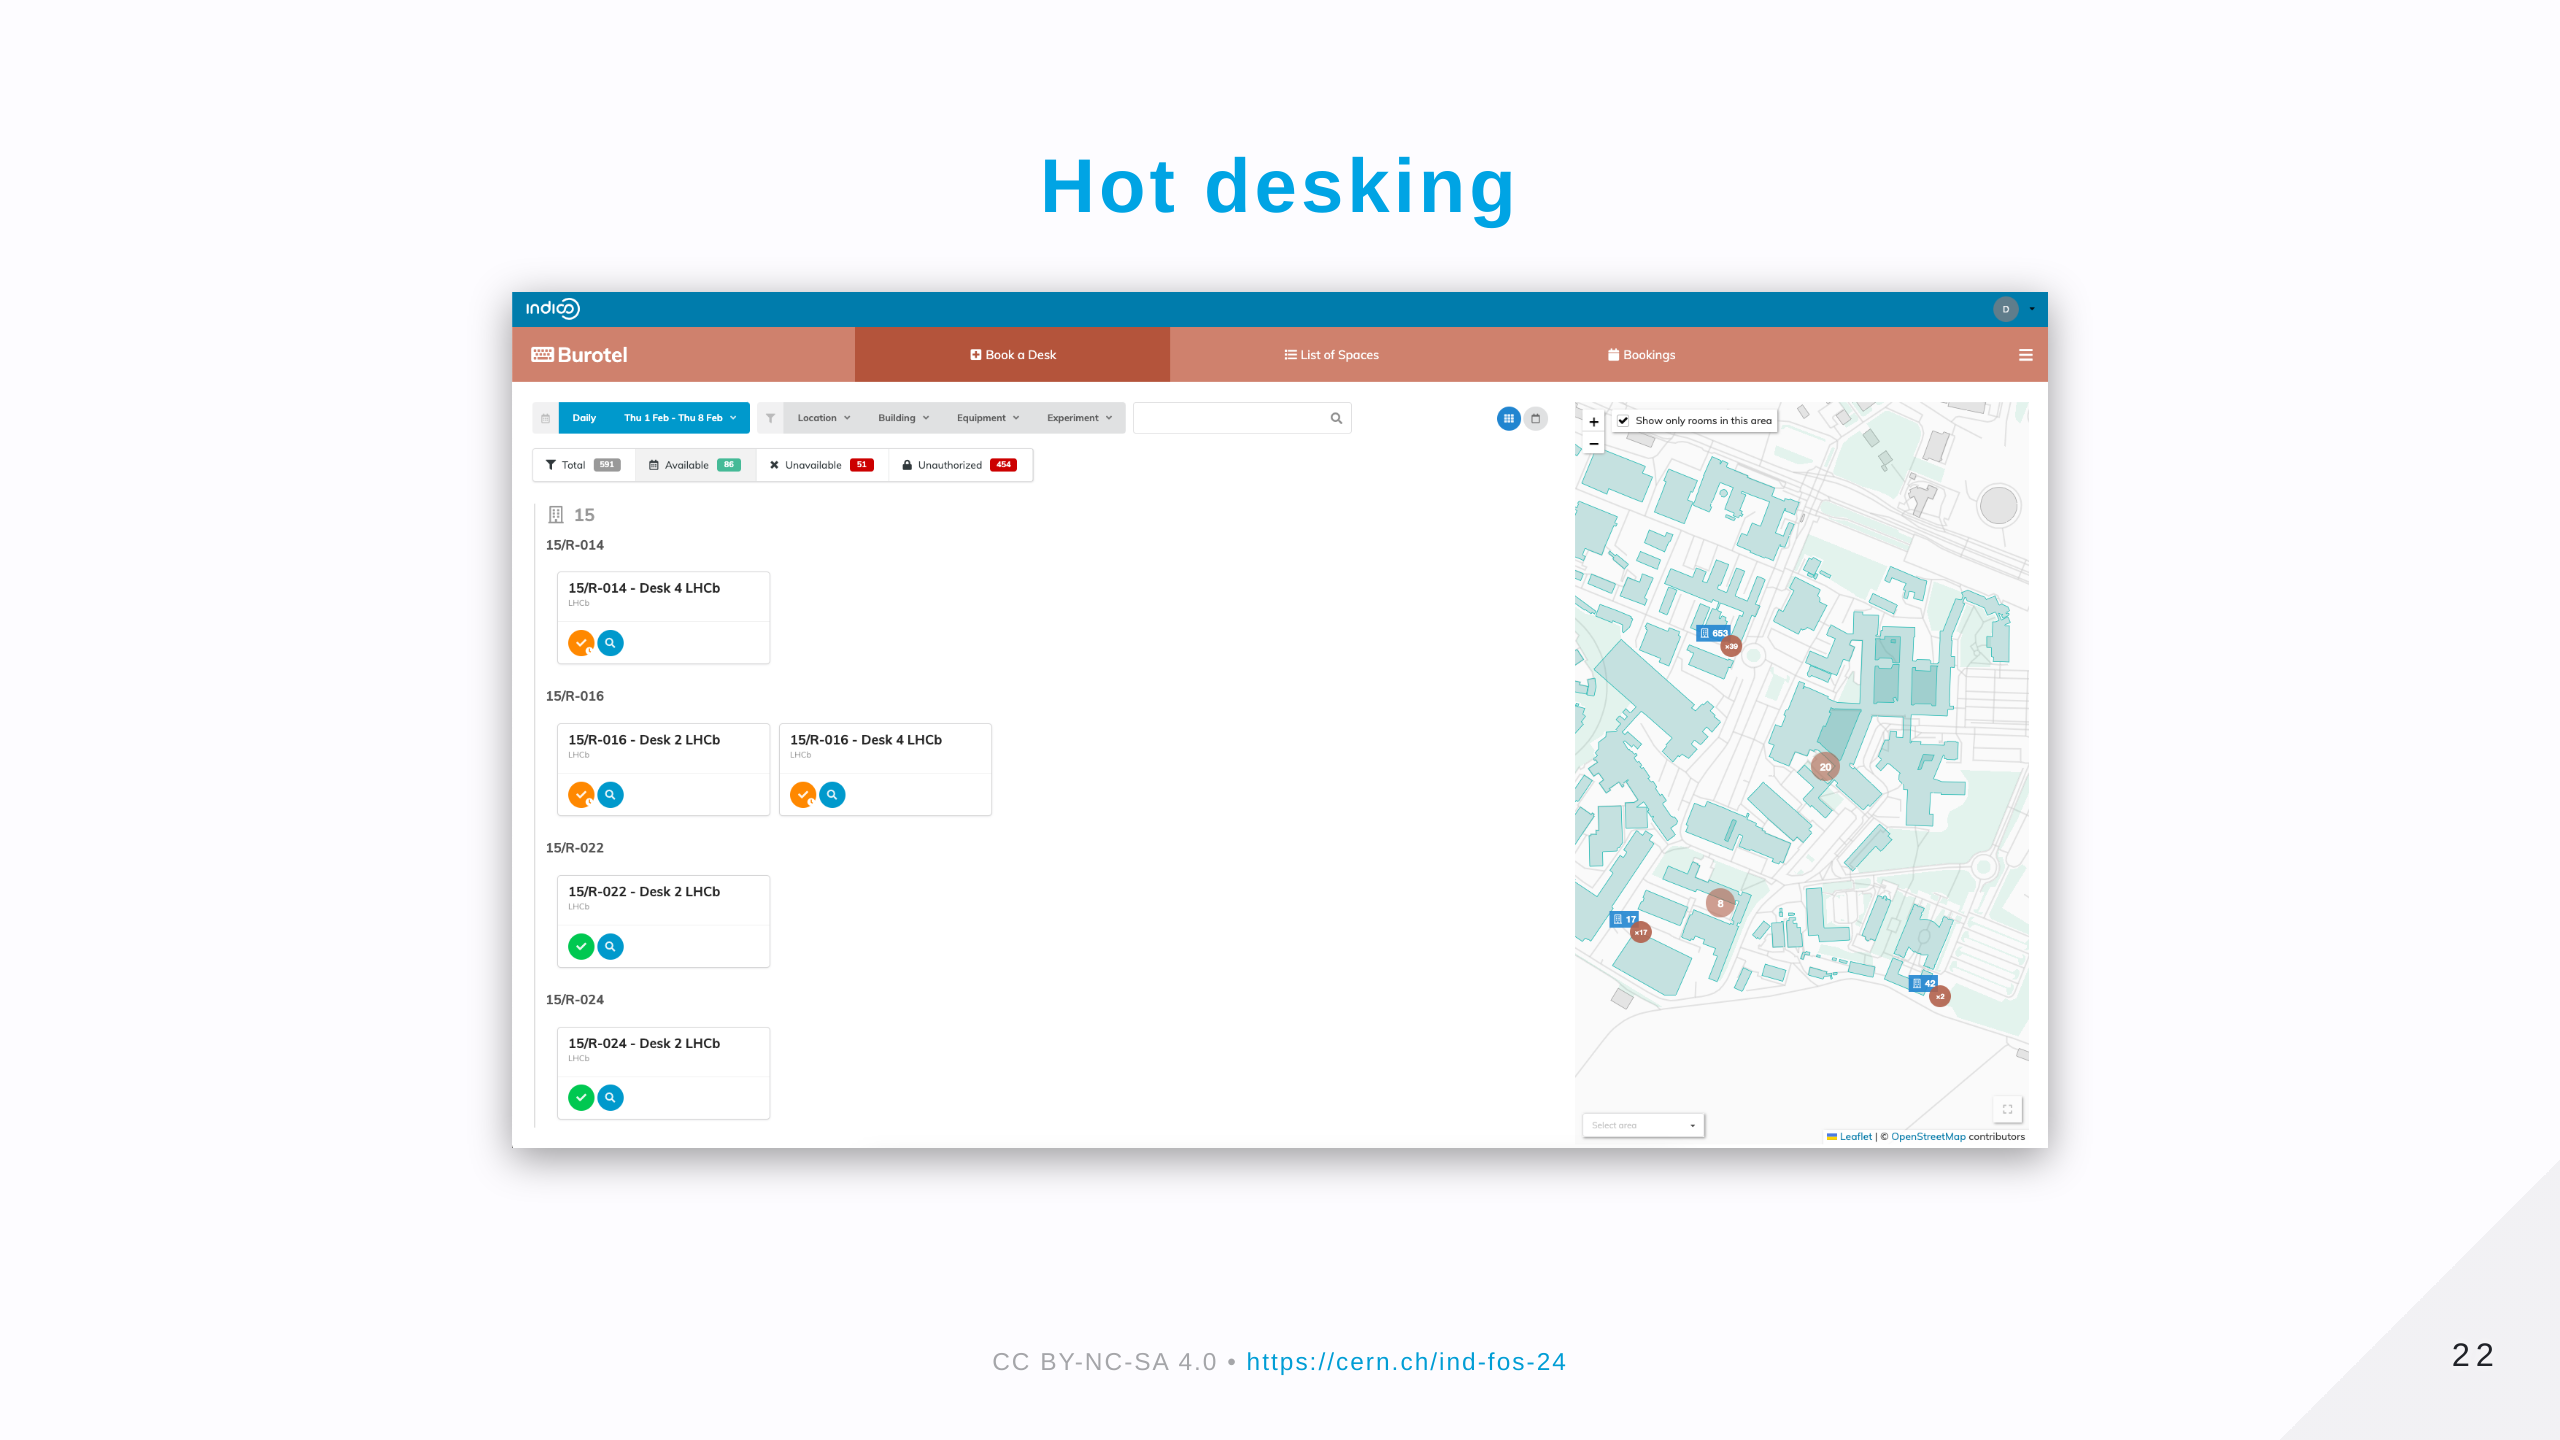 Hot desking
indico
D
Burotel
Book a Desk
List of Spaces
Bookings
Daily Thu 1 Feb - Thu 8 Feb
Location Building Equipment Experiment
Total 591 Available 86 Unavailable 51 Unauthorized 454
15
15/R-014
15/R-014 - Desk 4 LHCb
LHCb
15/R-016
15/R-016 - Desk 2 LHCb
LHCb
15/R-016 - Desk 4 LHCb
LHCb
15/R-022
15/R-022 - Desk 2 LHCb
LHCb
15/R-024
15/R-024 - Desk 2 LHCb
LHCb
+
−
Show only rooms in this area
653
x39
20
8
17
x17
42
x2
Select area
Leaflet | © OpenStreetMap contributors
CC BY-NC-SA 4.0 • https://cern.ch/ind-fos-24
22